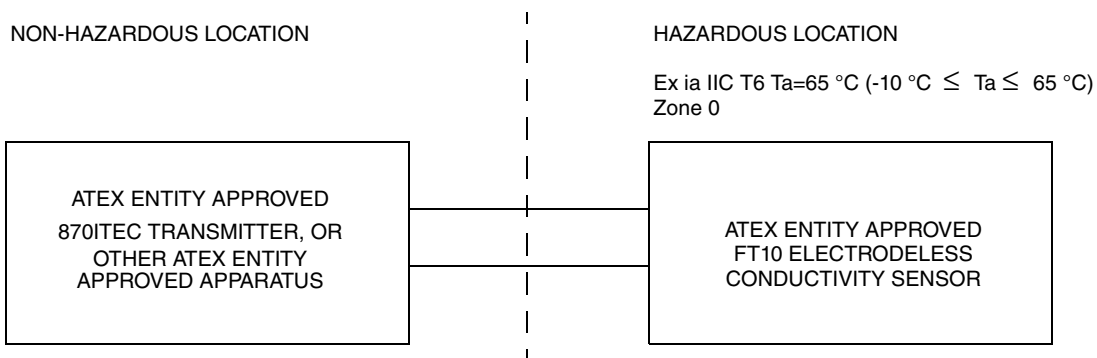 NON-HAZARDOUS LOCATION
HAZARDOUS LOCATION
Ex ia IIC T6 Ta=65 °C (-10 °C ≤ Ta ≤ 65 °C)
Zone 0
ATEX ENTITY APPROVED
870ITEC TRANSMITTER, OR
OTHER ATEX ENTITY
APPROVED APPARATUS
ATEX ENTITY APPROVED
FT10 ELECTRODELESS
CONDUCTIVITY SENSOR